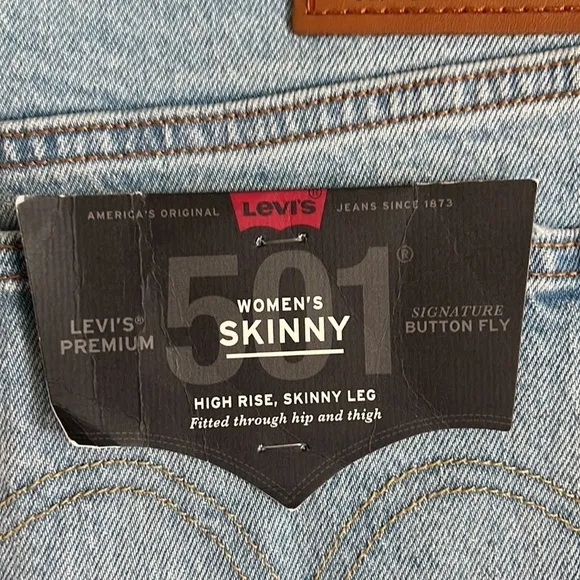 AMERICA'S ORIGINAL Levi's® JEANS SINCE 1873
501®
WOMEN'S
SKINNY
LEVI'S®
PREMIUM
SIGNATURE
BUTTON FLY
HIGH RISE, SKINNY LEG
Fitted through hip and thigh